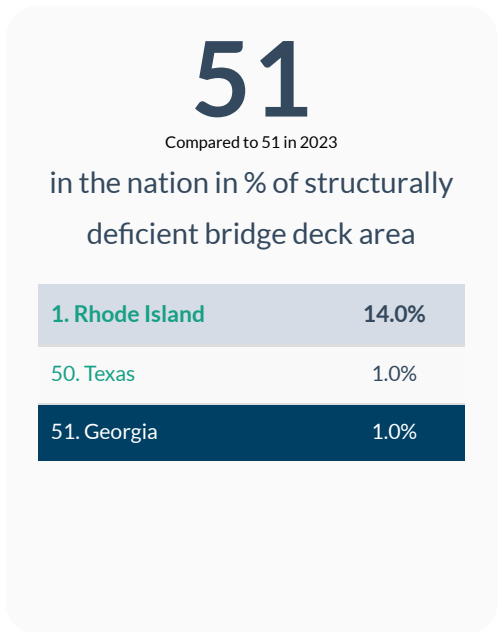 51
Compared to 51 in 2023
in the nation in % of structurally
deficient bridge deck area
1. Rhode Island 14.0%
50. Texas 1.0%
51. Georgia 1.0%